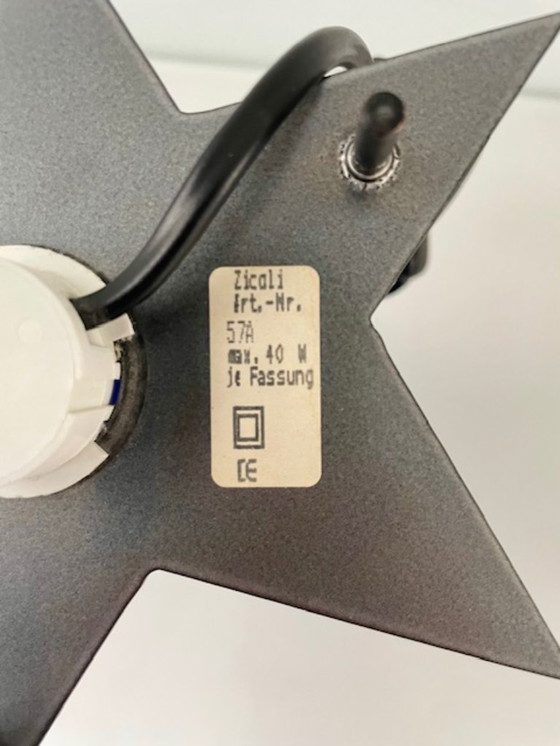 Zicoli
Art.-Nr.
57A
max. 40 W
je Fassung
CE